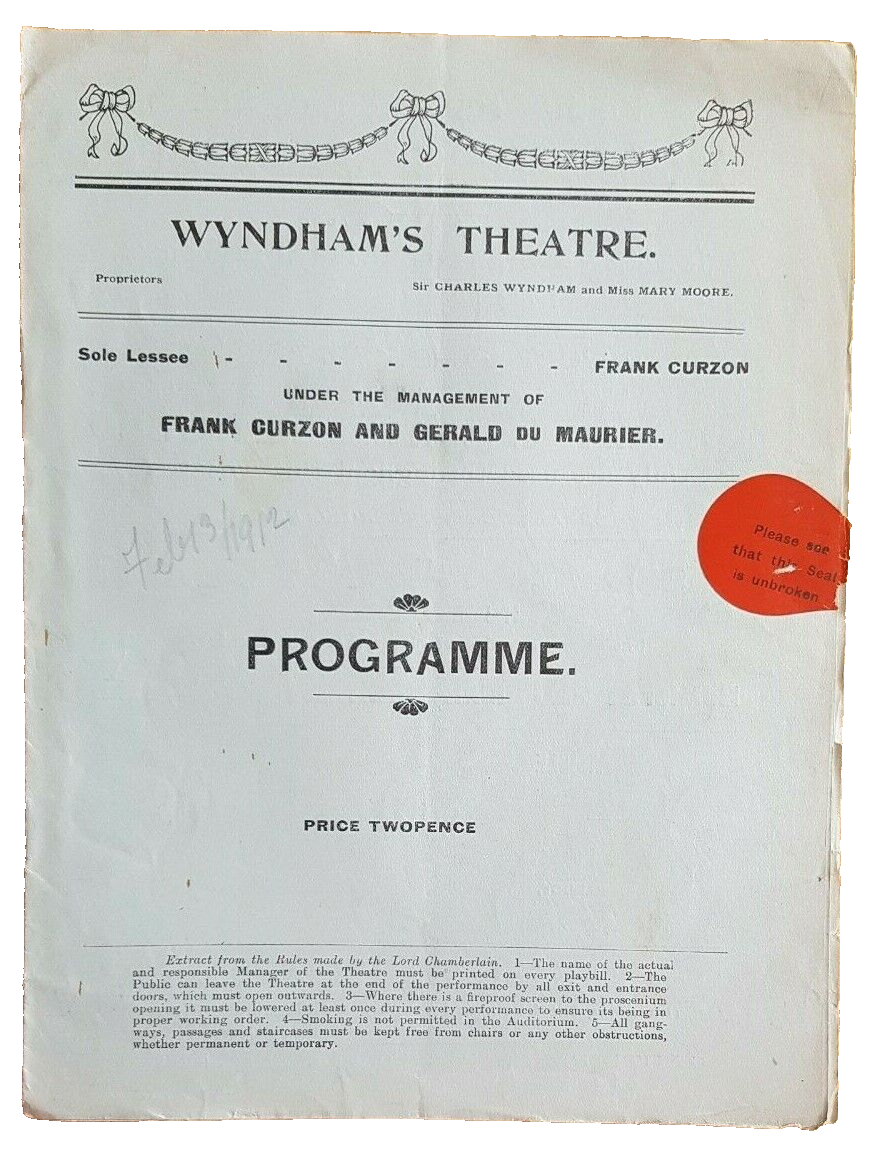 WYNDHAM'S THEATRE.
Proprietors Sir CHARLES WYNDHAM and Miss MARY MOORE.
Sole Lessee - - - - - - - FRANK CURZON
UNDER THE MANAGEMENT OF
FRANK CURZON AND GERALD DU MAURIER.
Feb 13/1912
Please see
that this Seal
is unbroken
PROGRAMME.
PRICE TWOPENCE
Extract from the Rules made by the Lord Chamberlain. 1—The name of the actual
and responsible Manager of the Theatre must be printed on every playbill. 2—The
Public can leave the Theatre at the end of the performance by all exit and entrance
doors, which must open outwards. 3—Where there is a fireproof screen to the proscenium
opening it must be lowered at least once during every performance to ensure its being in
proper working order. 4—Smoking is not permitted in the Auditorium. 5—All gang-
ways, passages and staircases must be kept free from chairs or any other obstructions,
whether permanent or temporary.